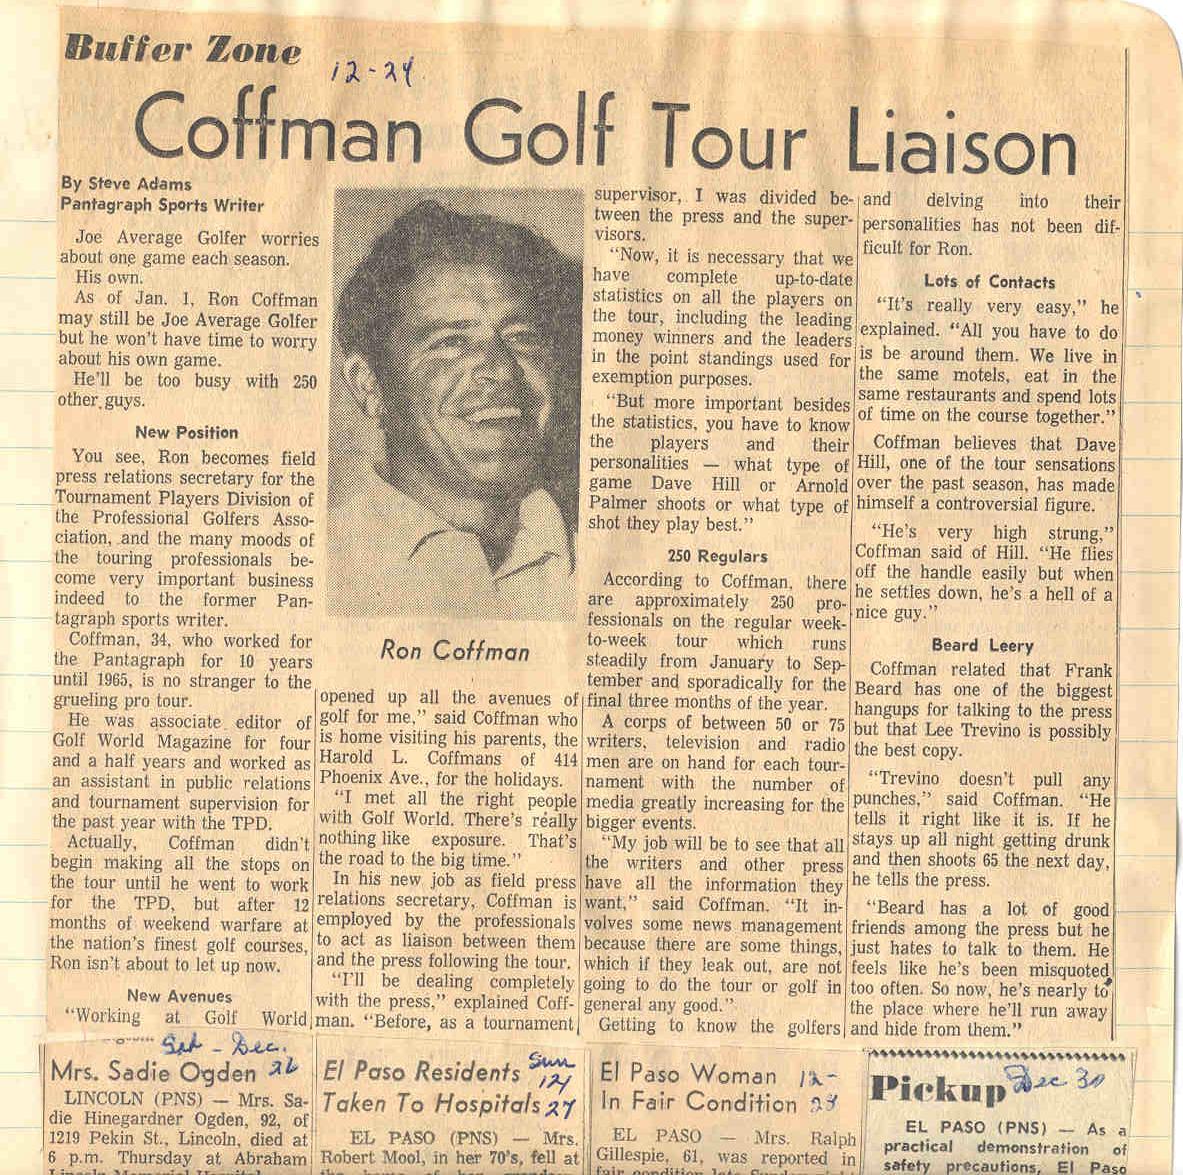 Buffer Zone
12-24
Coffman Golf Tour Liaison
By Steve Adams
Pantagraph Sports Writer
Joe Average Golfer worries
about one game each season.
His own.
As of Jan. 1, Ron Coffman
may still be Joe Average Golfer
but he won't have time to worry
about his own game.
He'll be too busy with 250
other guys.
New Position
You see, Ron becomes field
press relations secretary for the
Tournament Players Division of
the Professional Golfers Asso-
ciation, and the many moods of
the touring professionals be-
come very important business
indeed to the former Pan-
tagraph sports writer.
Coffman, 34, who worked for
the Pantagraph for 10 years
until 1965, is no stranger to the
grueling pro tour.
He was associate editor of
Golf World Magazine for four
and a half years and worked as
an assistant in public relations
and tournament supervision for
the past year with the TPD.
Actually, Coffman didn't
begin making all the stops on
the tour until he went to work
for the TPD, but after 12
months of weekend warfare at
the nation's finest golf courses,
Ron isn't about to let up now.
New Avenues
"Working at Golf World
Ron Coffman
opened up all the avenues of
golf for me," said Coffman who
is home visiting his parents, the
Harold L. Coffmans of 414
Phoenix Ave., for the holidays.
"I met all the right people
with Golf World. There's really
nothing like exposure. That's
the road to the big time."
In his new job as field press
relations secretary, Coffman is
employed by the professionals
to act as liaison between them
and the press following the tour.
"I'll be dealing completely
with the press," explained Coff-
man. "Before, as a tournament
supervisor, I was divided be-
tween the press and the super-
visors.
"Now, it is necessary that we
have complete up-to-date
statistics on all the players on
the tour, including the leading
money winners and the leaders
in the point standings used for
exemption purposes.
"But more important besides
the statistics, you have to know
the players and their
personalities — what type of
game Dave Hill or Arnold
Palmer shoots or what type of
shot they play best."
250 Regulars
According to Coffman, there
are approximately 250 pro-
fessionals on the regular week-
to-week tour which runs
steadily from January to Sep-
tember and sporadically for the
final three months of the year.
A corps of between 50 or 75
writers, television and radio
men are on hand for each tour-
nament with the number of
media greatly increasing for the
bigger events.
"My job will be to see that all
the writers and other press
have all the information they
want," said Coffman. "It in-
volves some news management
because there are some things,
which if they leak out, are not
going to do the tour or golf in
general any good."
Getting to know the golfers
and delving into their
personalities has not been dif-
ficult for Ron.
Lots of Contacts
"It's really very easy," he
explained. "All you have to do
is be around them. We live in
the same motels, eat in the
same restaurants and spend lots
of time on the course together."
Coffman believes that Dave
Hill, one of the tour sensations
over the past season, has made
himself a controversial figure.
"He's very high strung,"
Coffman said of Hill. "He flies
off the handle easily but when
he settles down, he's a hell of a
nice guy."
Beard Leery
Coffman related that Frank
Beard has one of the biggest
hangups for talking to the press
but that Lee Trevino is possibly
the best copy.
"Trevino doesn't pull any
punches," said Coffman. "He
tells it right like it is. If he
stays up all night getting drunk
and then shoots 65 the next day,
he tells the press.
"Beard has a lot of good
friends among the press but he
just hates to talk to them. He
feels like he's been misquoted
too often. So now, he's nearly to
the place where he'll run away
and hide from them."
Dec.
26
Mrs. Sadie Ogden
LINCOLN (PNS) — Mrs. Sa-
die Hinegardner Ogden, 92, of
1219 Pekin St., Lincoln, died at
6 p.m. Thursday at Abraham
Lincoln Memorial Hospital
El Paso Residents
Taken To Hospitals
Sun
12/
27
EL PASO (PNS) — Mrs.
Robert Mool, in her 70's, fell at
El Paso Woman
In Fair Condition
12-
EL PASO — Mrs. Ralph
Gillespie, 61, was reported in
Pickup
Dec 30
EL PASO (PNS) — As a
practical demonstration of
safety precautions, El Paso